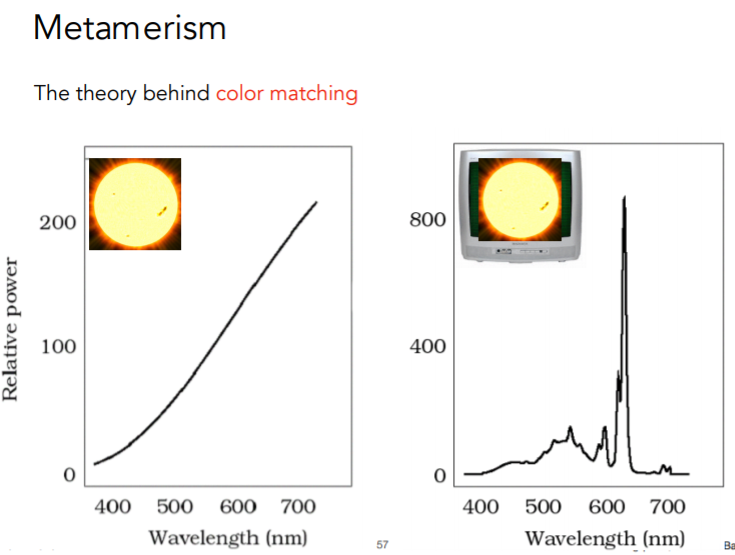 Metamerism
The theory behind color matching
Relative power
200
100
0
400 500 600 700
Wavelength (nm)
800
400
0
400 500 600 700
Wavelength (nm)
57
Ba